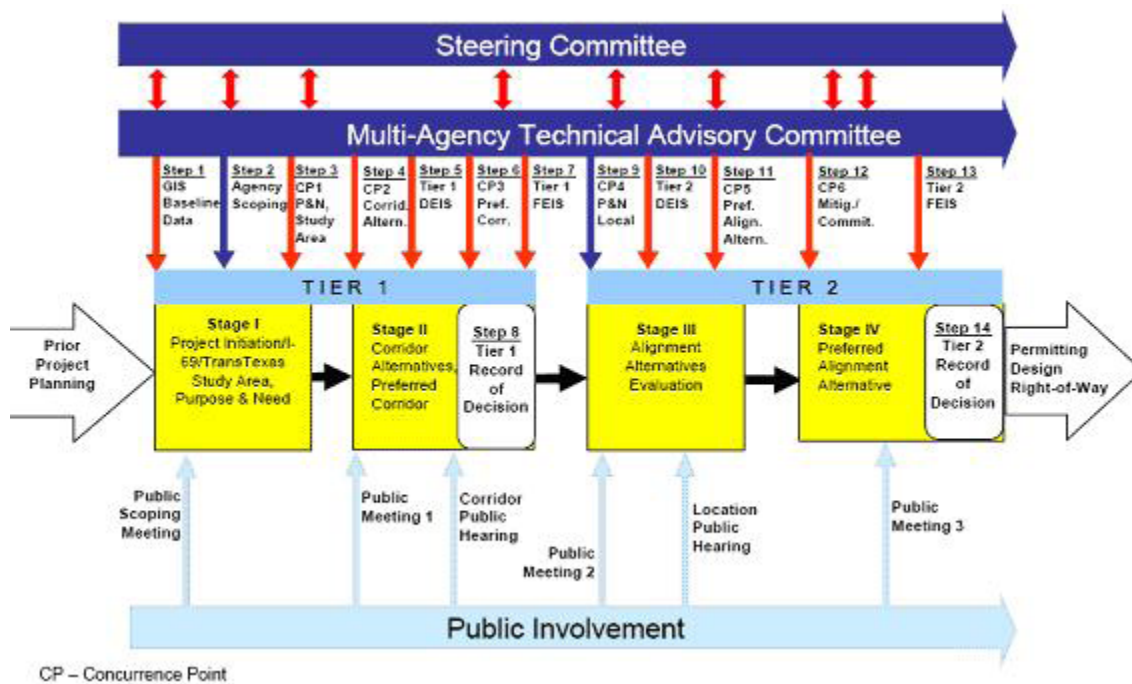 Steering Committee
Multi-Agency Technical Advisory Committee
Step 1
GIS
Baseline
Data
Step 2
Agency
Scoping
Step 3
CP1
P&N,
Study
Area
Step 4
CP2
Corrid.
Altern.
Step 5
Tier 1
DEIS
Step 6
CP3
Pref.
Corr.
Step 7
Tier 1
FEIS
Step 9
CP4
P&N
Local
Step 10
Tier 2
DEIS
Step 11
CP5
Pref.
Align.
Altern.
Step 12
CP6
Mitig./
Commit.
Step 13
Tier 2
FEIS
TIER 1
TIER 2
Prior
Project
Planning
Stage I
Project Initiation/I-
69/TransTexas
Study Area,
Purpose & Need
Stage II
Corridor
Alternatives,
Preferred
Corridor
Step 8
Tier 1
Record
of
Decision
Stage III
Alignment
Alternatives
Evaluation
Stage IV
Preferred
Alignment
Alternative
Step 14
Tier 2
Record
of
Decision
Permitting
Design
Right-of-Way
Public
Scoping
Meeting
Public
Meeting 1
Corridor
Public
Hearing
Public
Meeting 2
Location
Public
Hearing
Public
Meeting 3
Public Involvement
CP – Concurrence Point